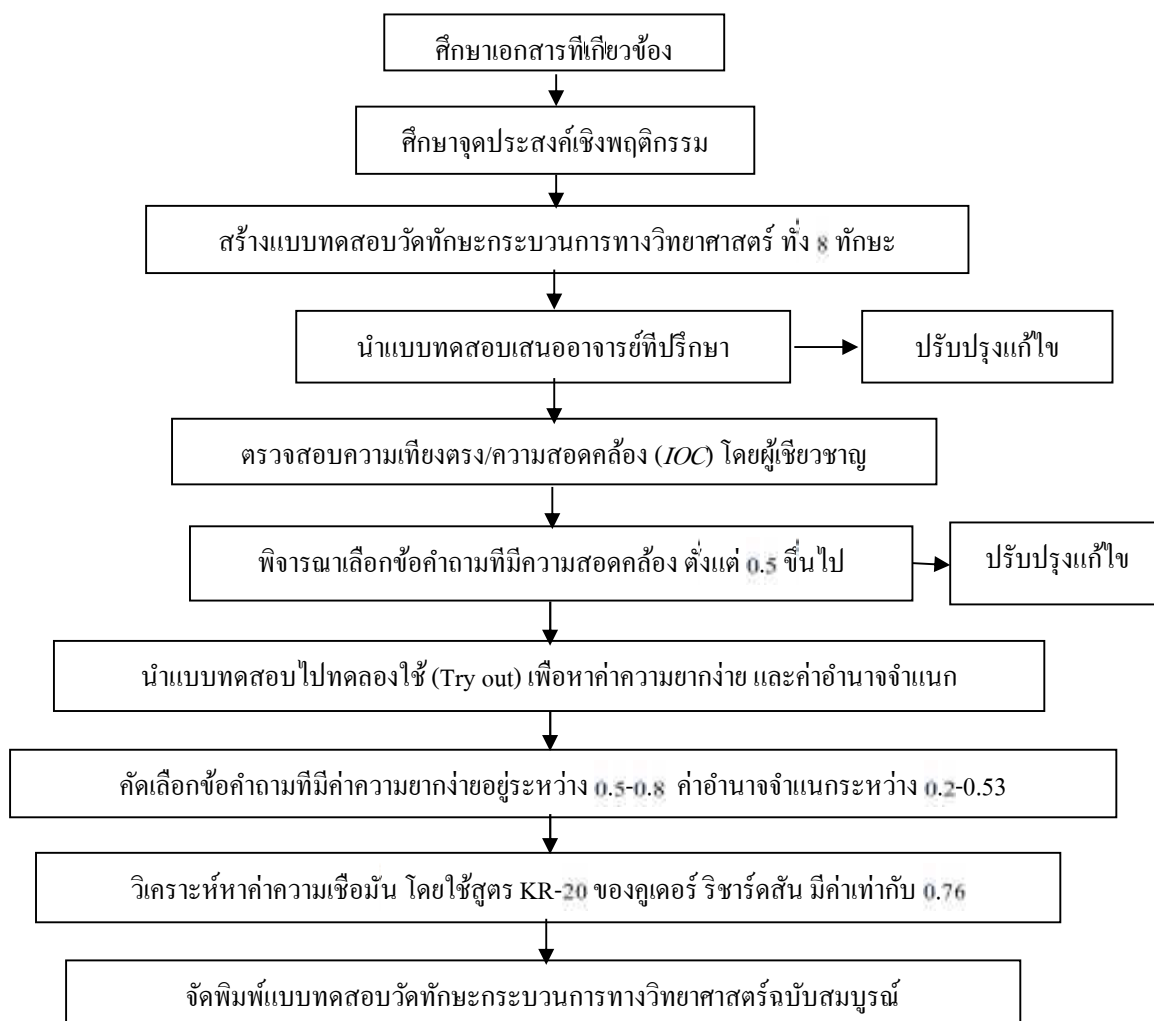 ศึกษาเอกสารที่เกี่ยวข้อง
ศึกษาจุดประสงค์เชิงพฤติกรรม
สร้างแบบทดสอบวัดทักษะกระบวนการทางวิทยาศาสตร์ ทั้ง 8 ทักษะ
นำแบบทดสอบเสนออาจารย์ที่ปรึกษา
ปรับปรุงแก้ไข
ตรวจสอบความเที่ยงตรง/ความสอดคล้อง (IOC) โดยผู้เชี่ยวชาญ
พิจารณาเลือกข้อคำถามที่มีความสอดคล้อง ตั้งแต่ 0.5 ขึ้นไป
ปรับปรุงแก้ไข
นำแบบทดสอบไปทดลองใช้ (Try out) เพื่อหาค่าความยากง่าย และค่าอำนาจจำแนก
คัดเลือกข้อคำถามที่มีค่าความยากง่ายอยู่ระหว่าง 0.5-0.8 ค่าอำนาจจำแนกระหว่าง 0.2-0.53
วิเคราะห์หาค่าความเชื่อมั่น โดยใช้สูตร KR-20 ของคูเดอร์ ริชาร์ดสัน มีค่าเท่ากับ 0.76
จัดพิมพ์แบบทดสอบวัดทักษะกระบวนการทางวิทยาศาสตร์ฉบับสมบูรณ์